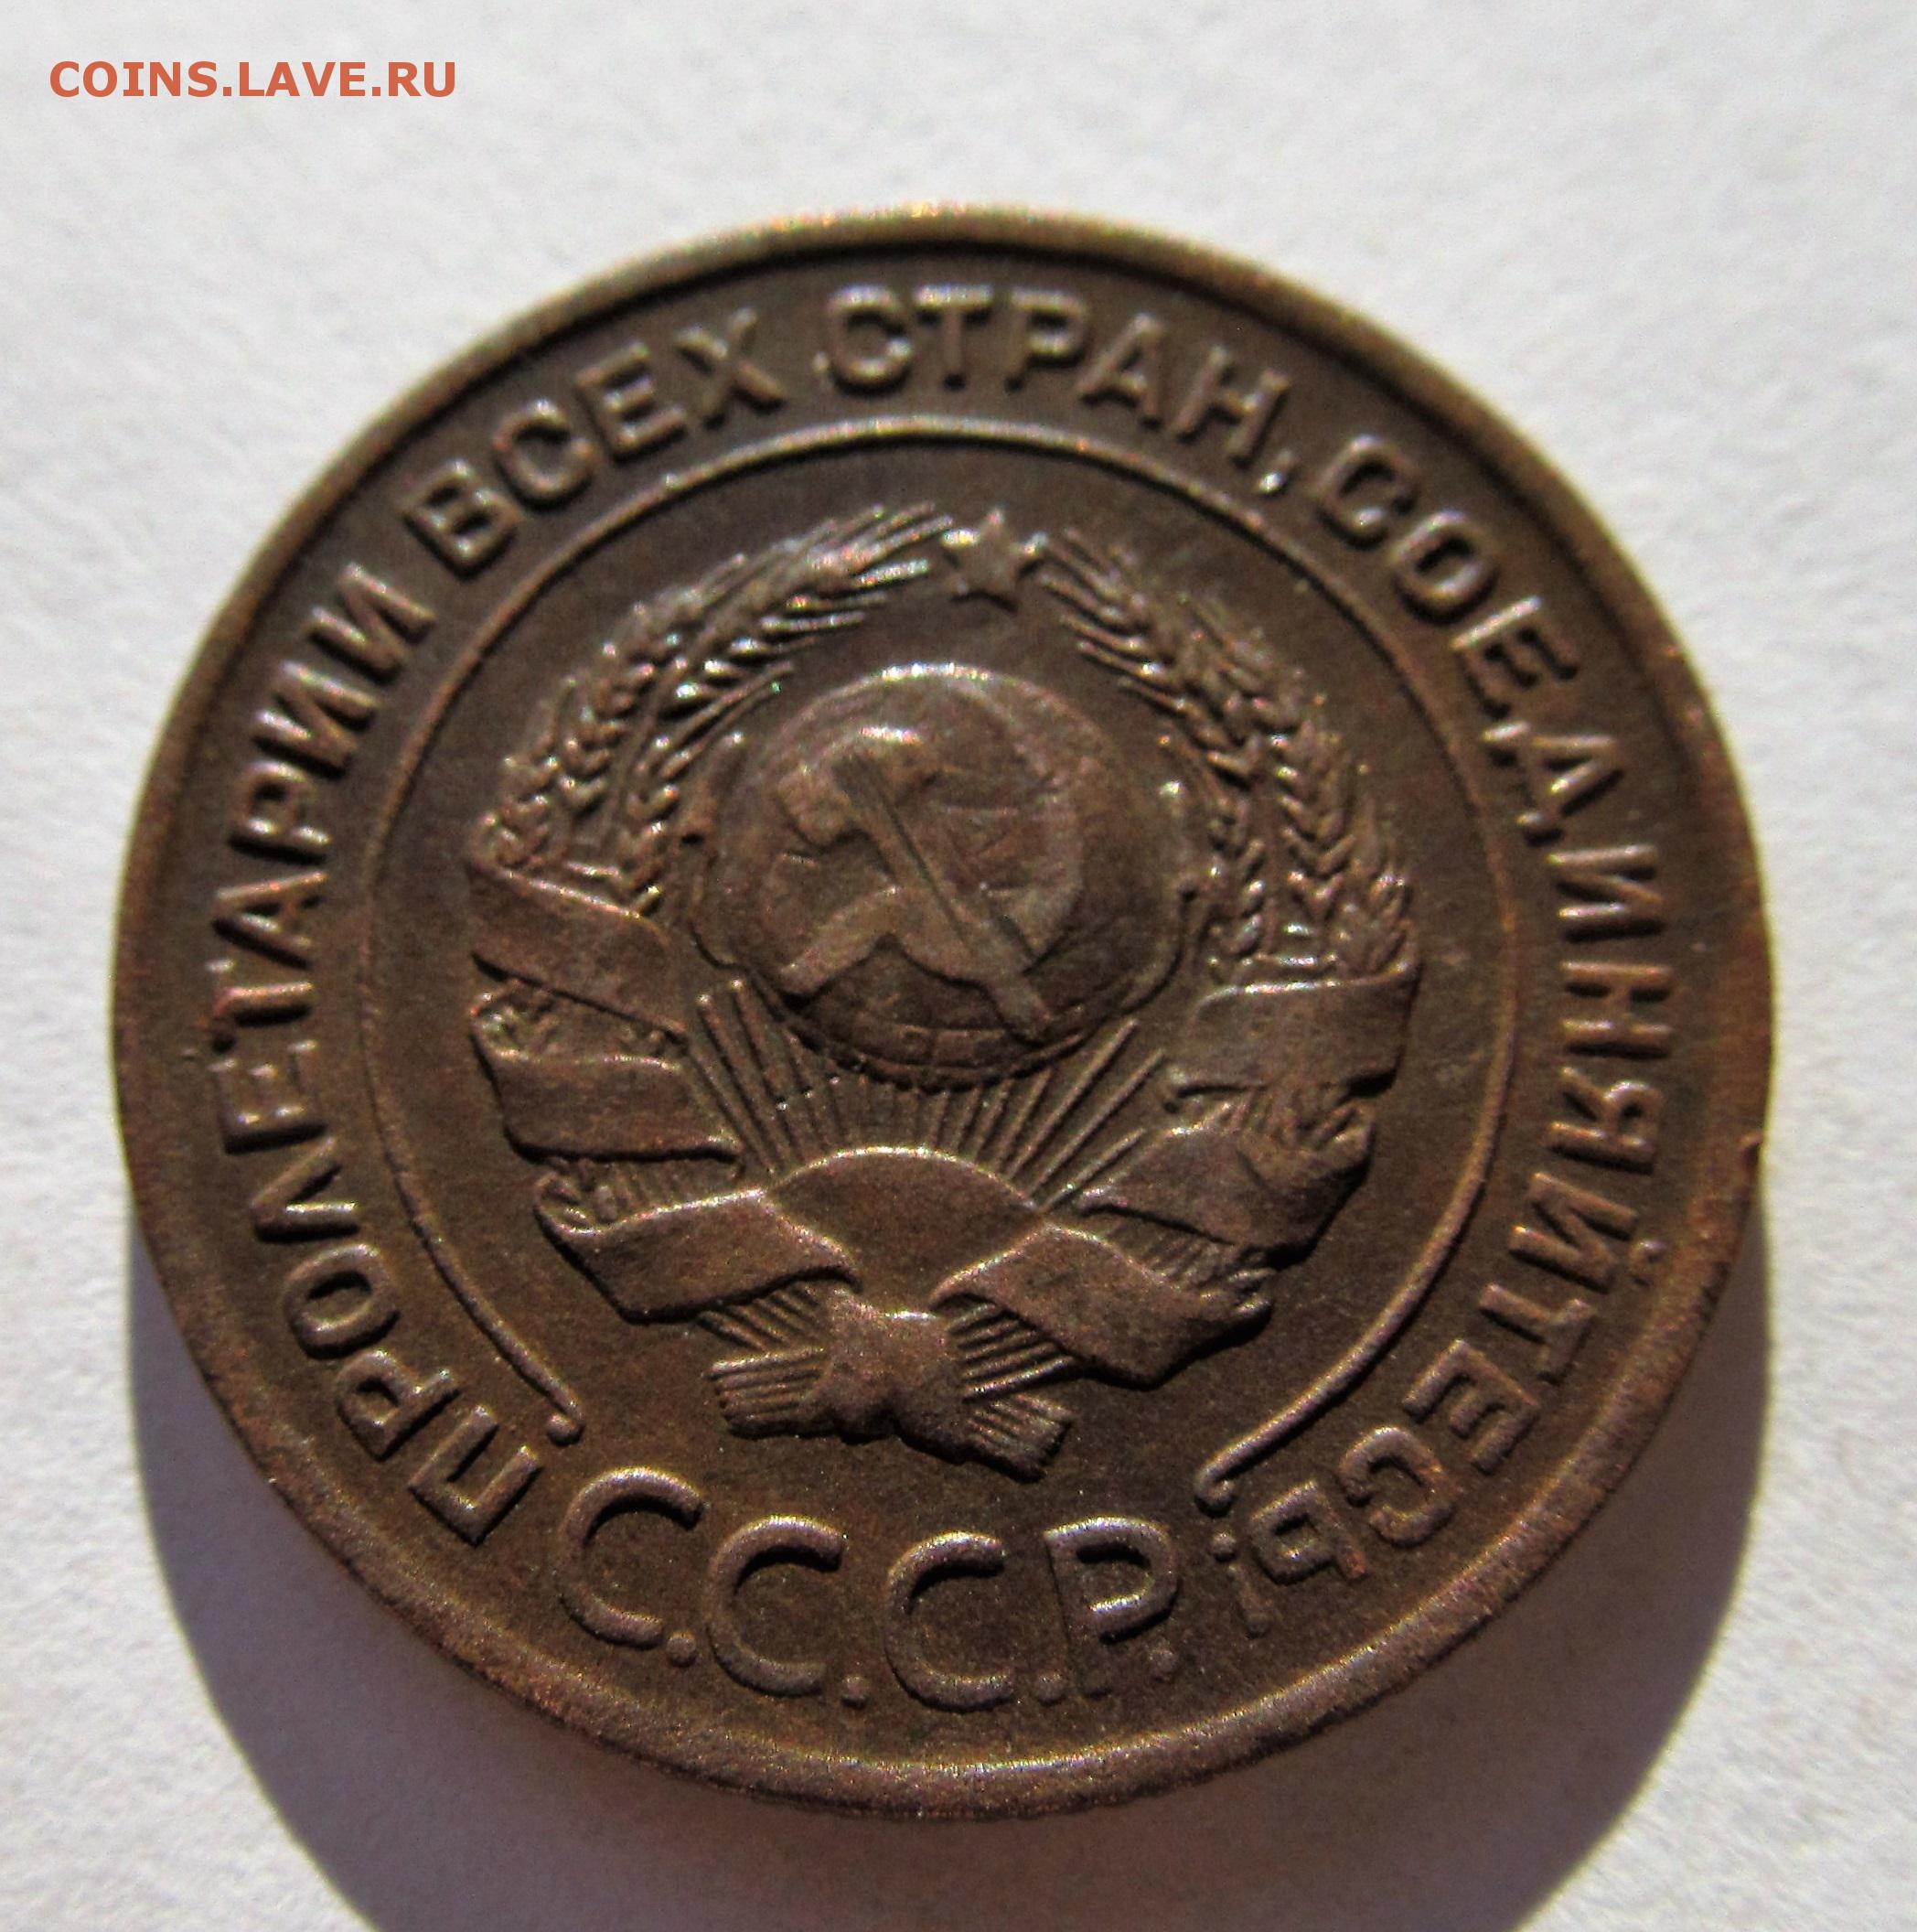 COINS.LAVE.RU
ПРОЛЕТАРИИ ВСЕХ СТРАН, СОЕДИНЯЙТЕСЬ!
С.С.С.Р.